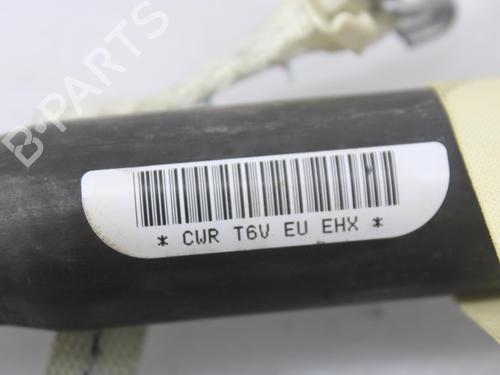 B-PARTS
* CWR T6V EU EHX *